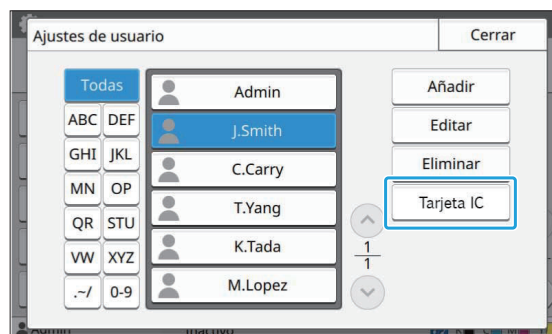 Ajustes de usuario
Cerrar
Todas
ABC DEF
GHI JKL
MN OP
QR STU
VW XYZ
.~/ 0-9
Admin
J.Smith
C.Carry
T.Yang
K.Tada
M.Lopez
1
1
Añadir
Editar
Eliminar
Tarjeta IC